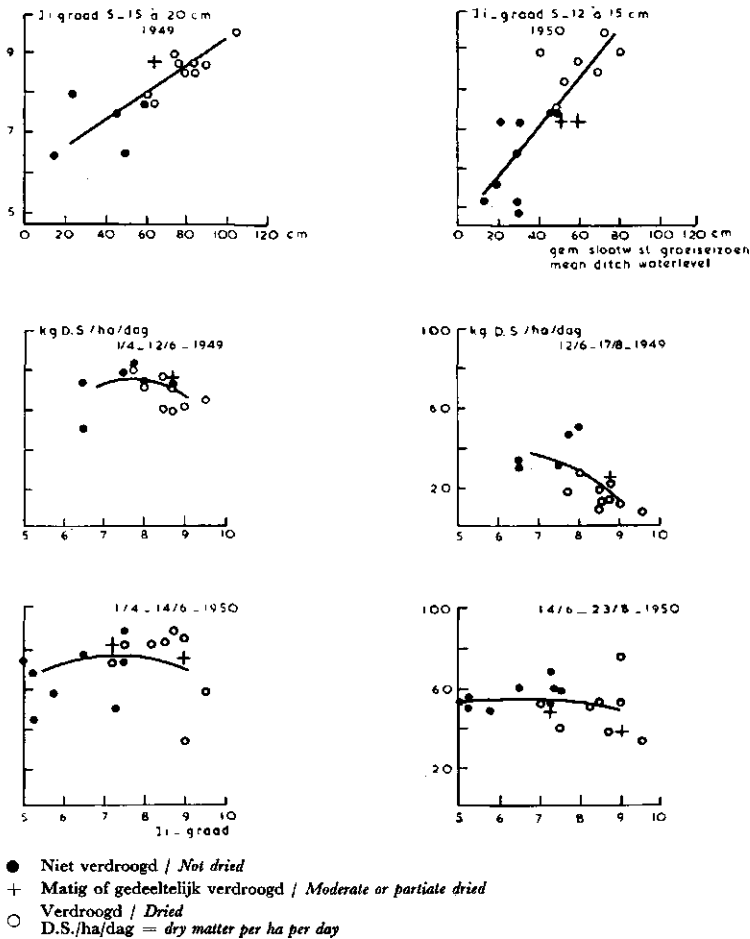 Ji-graad 5-15 à 20 cm
1949
9
7
5
0 20 40 60 80 100 120 cm
Ji-graad 5-12 à 15 cm
1950
0 20 40 60 80 100 120 cm
gem slootw st groeiseizoen
mean ditch waterlevel
kg D.S/ha/dag
1/4-12/6-1949
5 6 7 8 9 10
100 kg D.S/ha/dag
12/6-17/8-1949
60
20
5 6 7 8 9 10
1/4-14/6-1950
5 6 7 8 9 10
Ji-graad
100
14/6-23/8-1950
60
20
5 6 7 8 9 10
● Niet verdroogd / Not dried
+ Matig of gedeeltelijk verdroogd / Moderate or partiate dried
○ Verdroogd / Dried
D.S./ha/dag = dry matter per ha per day